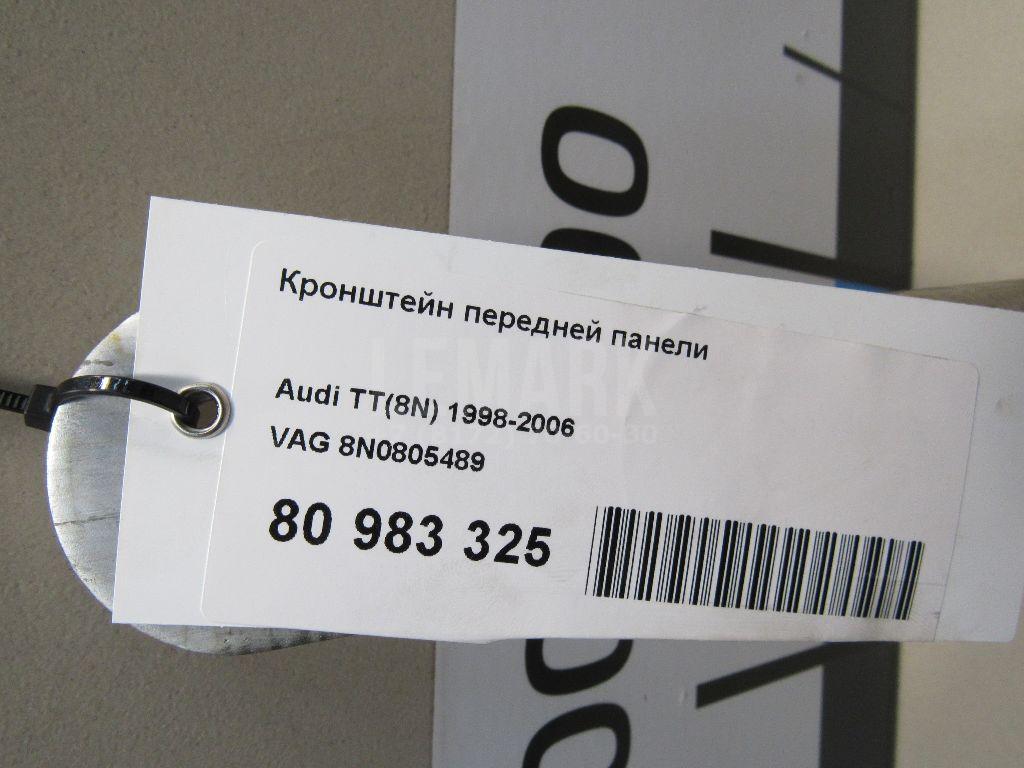 Кронштейн передней панели
Audi TT(8N) 1998-2006
VAG 8N0805489
80 983 325
LEMARK